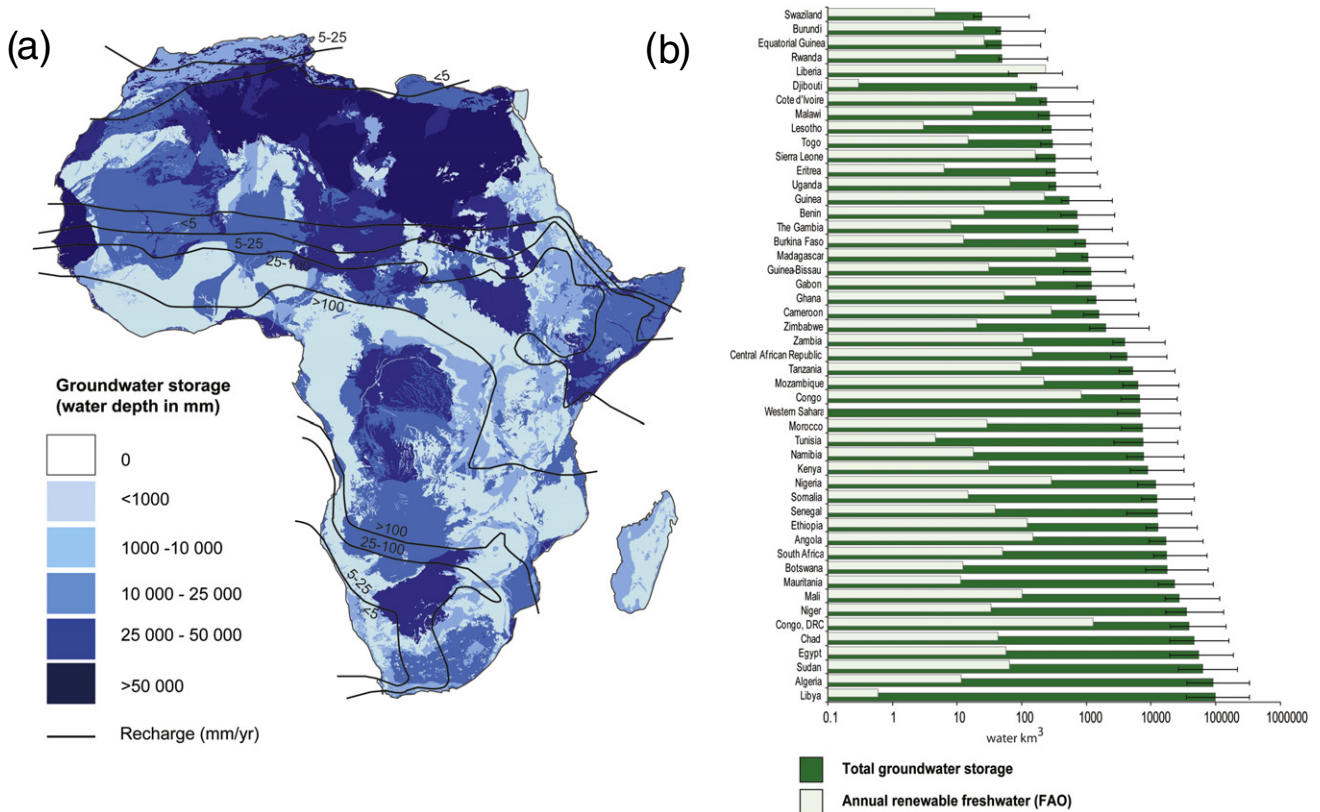 (a)
5-25
<5
<5
5-25
25-100
>100
>100
25-100
5-25
<5
Groundwater storage
(water depth in mm)
0
<1000
1000 -10 000
10 000 - 25 000
25 000 - 50 000
>50 000
Recharge (mm/yr)
(b)
Swaziland
Burundi
Equatorial Guinea
Rwanda
Liberia
Djibouti
Cote d'Ivoire
Malawi
Lesotho
Togo
Sierra Leone
Eritrea
Uganda
Guinea
Benin
The Gambia
Burkina Faso
Madagascar
Guinea-Bissau
Gabon
Ghana
Cameroon
Zimbabwe
Zambia
Central African Republic
Tanzania
Mozambique
Congo
Western Sahara
Morocco
Tunisia
Namibia
Kenya
Nigeria
Somalia
Senegal
Ethiopia
Angola
South Africa
Botswana
Mauritania
Mali
Niger
Congo, DRC
Chad
Egypt
Sudan
Algeria
Libya
0.1 1 10 100 1000 10000 100000 1000000
water km³
Total groundwater storage
Annual renewable freshwater (FAO)